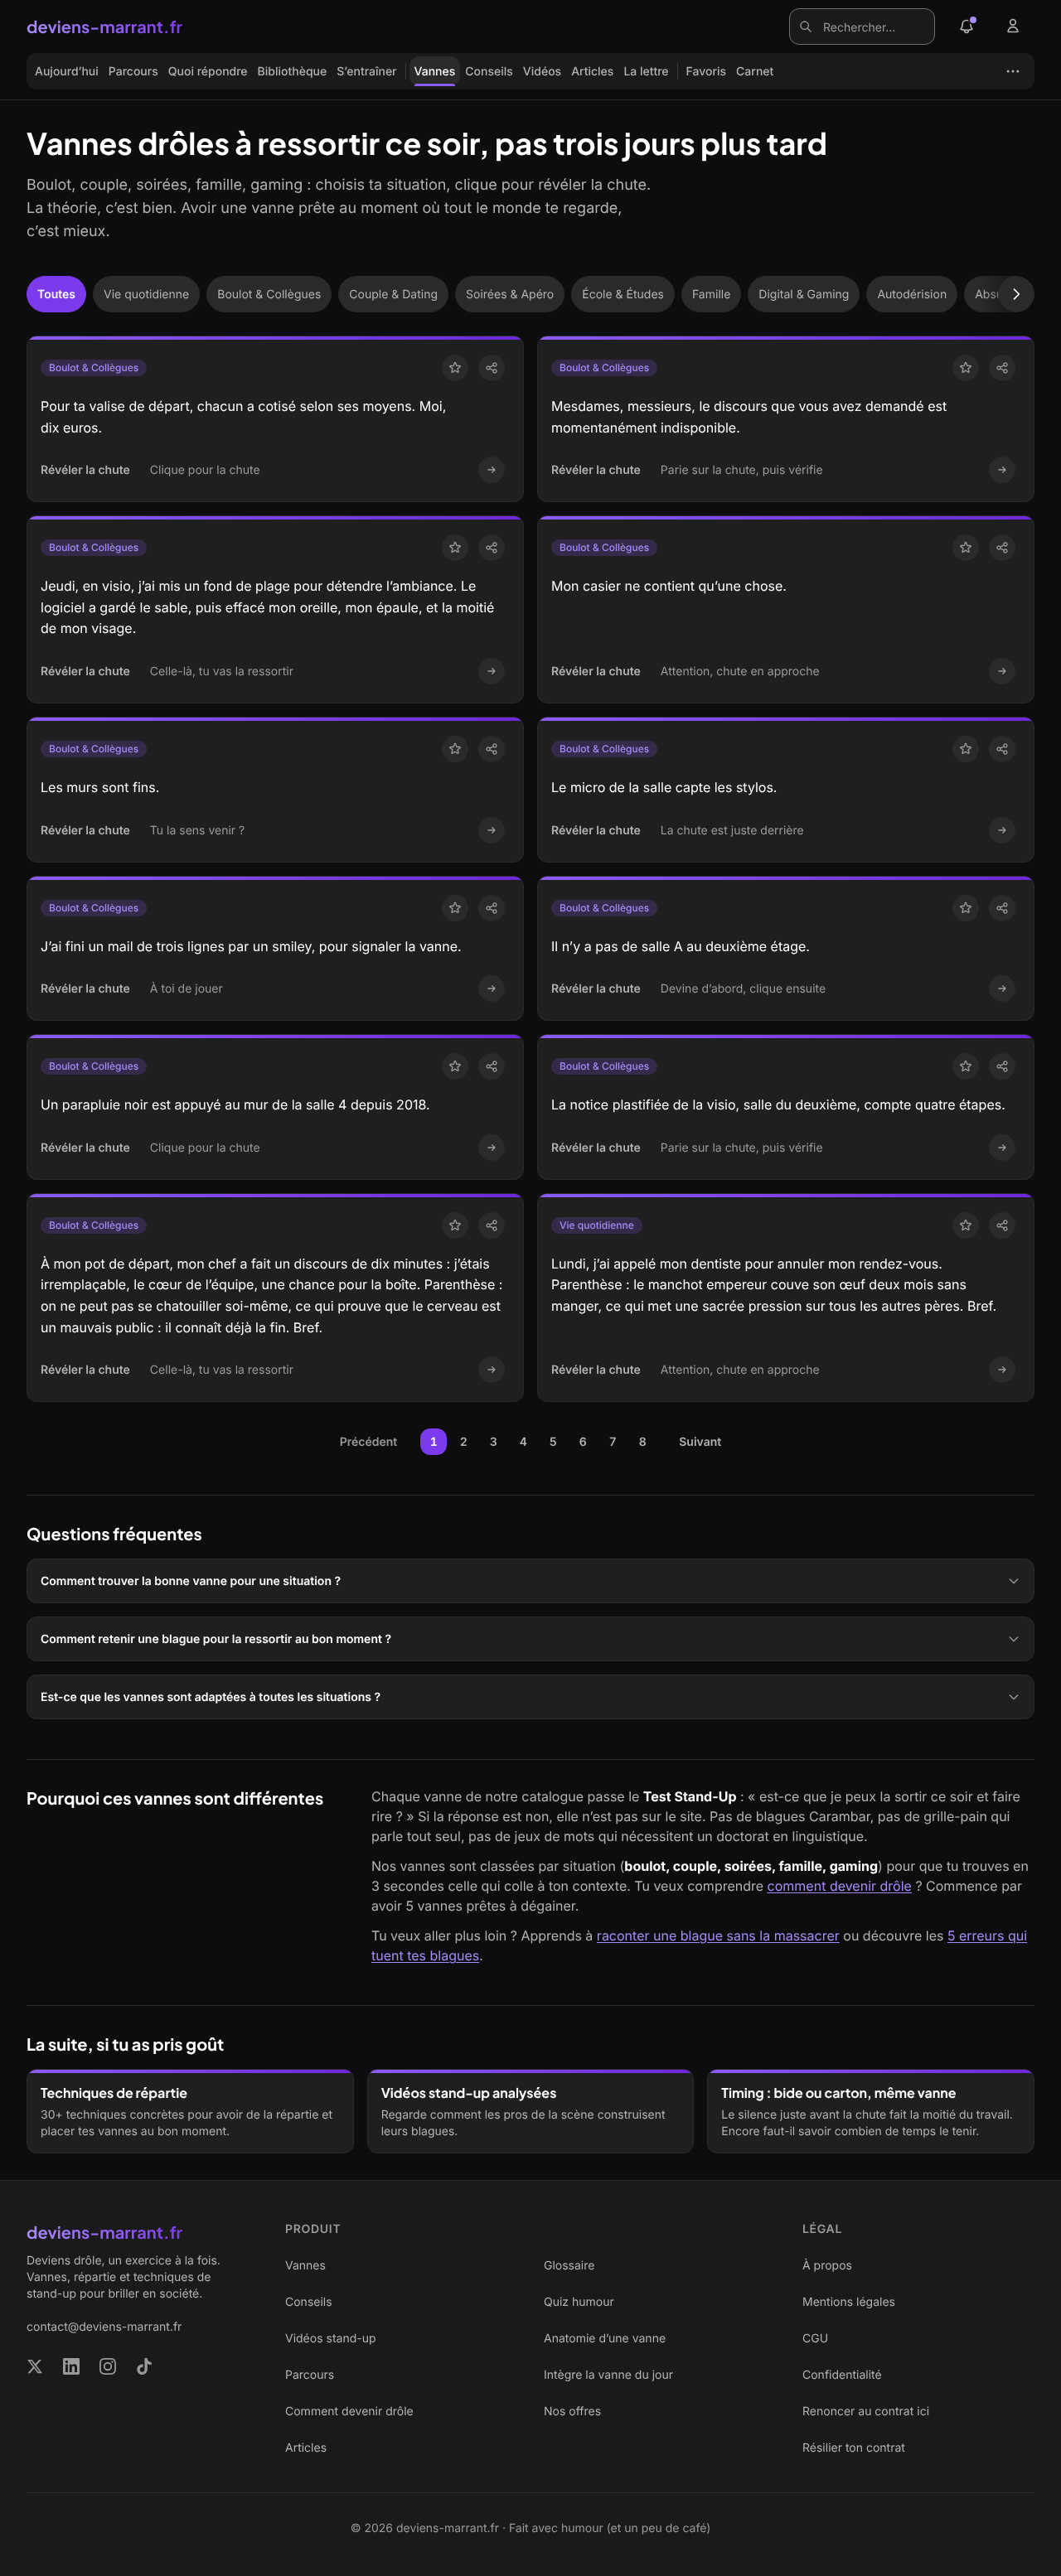 deviens-marrant.fr
Rechercher...
Aujourd’hui Parcours Quoi répondre Bibliothèque S’entraîner Vannes Conseils Vidéos Articles La lettre Favoris Carnet
Vannes drôles à ressortir ce soir, pas trois jours plus tard
Boulot, couple, soirées, famille, gaming : choisis ta situation, clique pour révéler la chute.
La théorie, c’est bien. Avoir une vanne prête au moment où tout le monde te regarde,
c’est mieux.
Toutes Vie quotidienne Boulot & Collègues Couple & Dating Soirées & Apéro École & Études Famille Digital & Gaming Autodérision
Boulot & Collègues
Pour ta valise de départ, chacun a cotisé selon ses moyens. Moi,
dix euros.
Révéler la chute Clique pour la chute
Boulot & Collègues
Mesdames, messieurs, le discours que vous avez demandé est
momentanément indisponible.
Révéler la chute Parie sur la chute, puis vérifie
Boulot & Collègues
Jeudi, en visio, j’ai mis un fond de plage pour détendre l’ambiance. Le
logiciel a gardé le sable, puis effacé mon oreille, mon épaule, et la moitié
de mon visage.
Révéler la chute Celle-là, tu vas la ressortir
Boulot & Collègues
Mon casier ne contient qu’une chose.
Révéler la chute Attention, chute en approche
Boulot & Collègues
Les murs sont fins.
Révéler la chute Tu la sens venir ?
Boulot & Collègues
Le micro de la salle capte les stylos.
Révéler la chute La chute est juste derrière
Boulot & Collègues
J’ai fini un mail de trois lignes par un smiley, pour signaler la vanne.
Révéler la chute À toi de jouer
Boulot & Collègues
Il n’y a pas de salle A au deuxième étage.
Révéler la chute Devine d’abord, clique ensuite
Boulot & Collègues
Un parapluie noir est appuyé au mur de la salle 4 depuis 2018.
Révéler la chute Clique pour la chute
Boulot & Collègues
La notice plastifiée de la visio, salle du deuxième, compte quatre étapes.
Révéler la chute Parie sur la chute, puis vérifie
Boulot & Collègues
À mon pot de départ, mon chef a fait un discours de dix minutes : j’étais
irremplaçable, le cœur de l’équipe, une chance pour la boîte. Parenthèse :
on ne peut pas se chatouiller soi-même, ce qui prouve que le cerveau est
un mauvais public : il connaît déjà la fin. Bref.
Révéler la chute Celle-là, tu vas la ressortir
Vie quotidienne
Lundi, j’ai appelé mon dentiste pour annuler mon rendez-vous.
Parenthèse : le manchot empereur couve son œuf deux mois sans
manger, ce qui met une sacrée pression sur tous les autres pères. Bref.
Révéler la chute Attention, chute en approche
Précédent 1 2 3 4 5 6 7 8 Suivant
Questions fréquentes
Comment trouver la bonne vanne pour une situation ?
Comment retenir une blague pour la ressortir au bon moment ?
Est-ce que les vannes sont adaptées à toutes les situations ?
Pourquoi ces vannes sont différentes
Chaque vanne de notre catalogue passe le Test Stand-Up : « est-ce que je peux la sortir ce soir et faire
rire ? » Si la réponse est non, elle n’est pas sur le site. Pas de blagues Carambar, pas de grille-pain qui
parle tout seul, pas de jeux de mots qui nécessitent un doctorat en linguistique.
Nos vannes sont classées par situation (boulot, couple, soirées, famille, gaming) pour que tu trouves en
3 secondes celle qui colle à ton contexte. Tu veux comprendre comment devenir drôle ? Commence par
avoir 5 vannes prêtes à dégainer.
Tu veux aller plus loin ? Apprends à raconter une blague sans la massacrer ou découvre les 5 erreurs qui
tuent tes blagues.
La suite, si tu as pris goût
Techniques de répartie
30+ techniques concrètes pour avoir de la répartie et
placer tes vannes au bon moment.
Vidéos stand-up analysées
Regarde comment les pros de la scène construisent
leurs blagues.
Timing : bide ou carton, même vanne
Le silence juste avant la chute fait la moitié du travail.
Encore faut-il savoir combien de temps le tenir.
deviens-marrant.fr
Deviens drôle, un exercice à la fois.
Vannes, répartie et techniques de
stand-up pour briller en société.
contact@deviens-marrant.fr
PRODUIT
Vannes
Conseils
Vidéos stand-up
Parcours
Comment devenir drôle
Articles
Glossaire
Quiz humour
Anatomie d’une vanne
Intègre la vanne du jour
Nos offres
LÉGAL
À propos
Mentions légales
CGU
Confidentialité
Renoncer au contrat ici
Résilier ton contrat
© 2026 deviens-marrant.fr · Fait avec humour (et un peu de café)